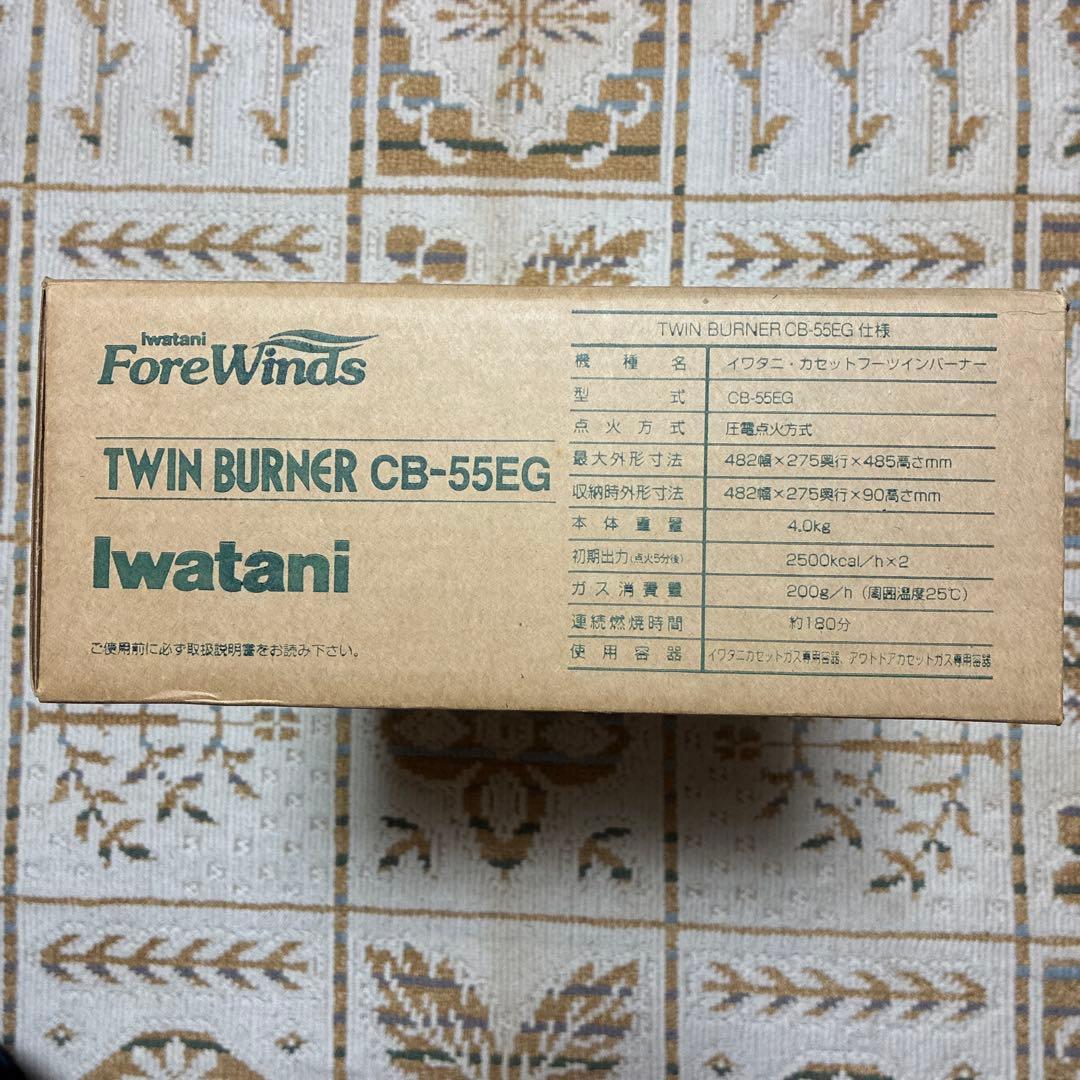 Iwatani
ForeWinds
TWIN BURNER CB-55EG
Iwatani
ご使用前に必ず取扱説明書をお読み下さい。
TWIN BURNER CB-55EG 仕様
機種名 イワタニ・カセットフーツインバーナー
型式 CB-55EG
点火方式 圧電点火方式
最大外形寸法 482幅×275奥行×485高さmm
収納時外形寸法 482幅×275奥行×90高さmm
本体重量 4.0kg
初期出力(点火5分後) 2500kcal/h×2
ガス消費量 200g/h (周囲温度25℃)
連続燃焼時間 約180分
使用容器 イワタニカセットガス専用容器、アウトドアカセットガス専用容器